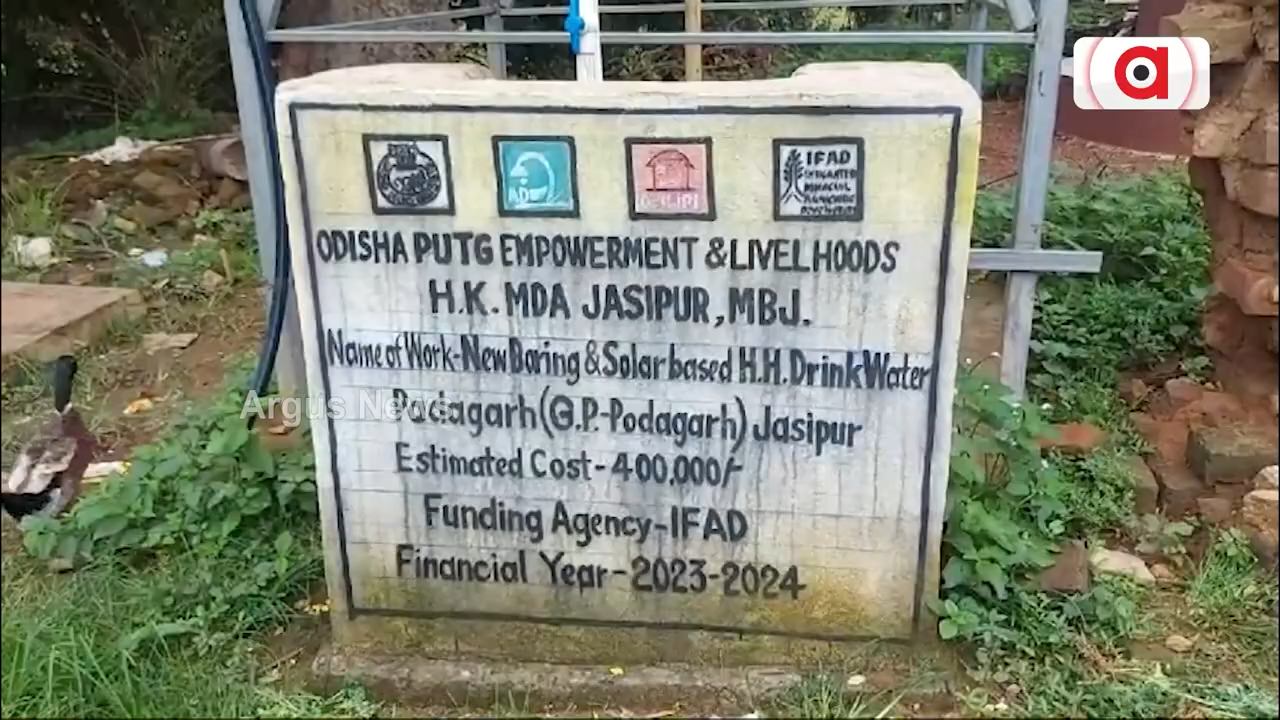 IFAD
ODISHA PUTG EMPOWERMENT & LIVELHOODS
H.K. MDA JASIPUR, MBJ.
Name of Work-New Boring & Solar based H.H. Drink Water
Podagarh (G.P-Podagarh) Jasipur
Estimated Cost - 400.000/-
Funding Agency-IFAD
Financial Year-2023-2024
Argus News
a